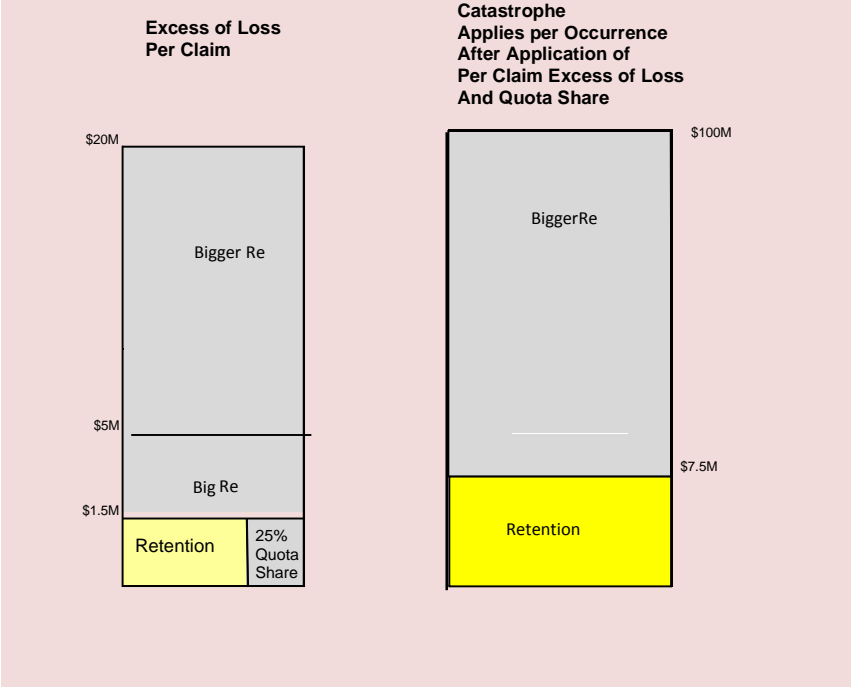 Excess of Loss
Per Claim
Catastrophe
Applies per Occurrence
After Application of
Per Claim Excess of Loss
And Quota Share
$20M
Bigger Re
$5M
Big Re
$1.5M
Retention
25%
Quota
Share
$100M
BiggerRe
$7.5M
Retention